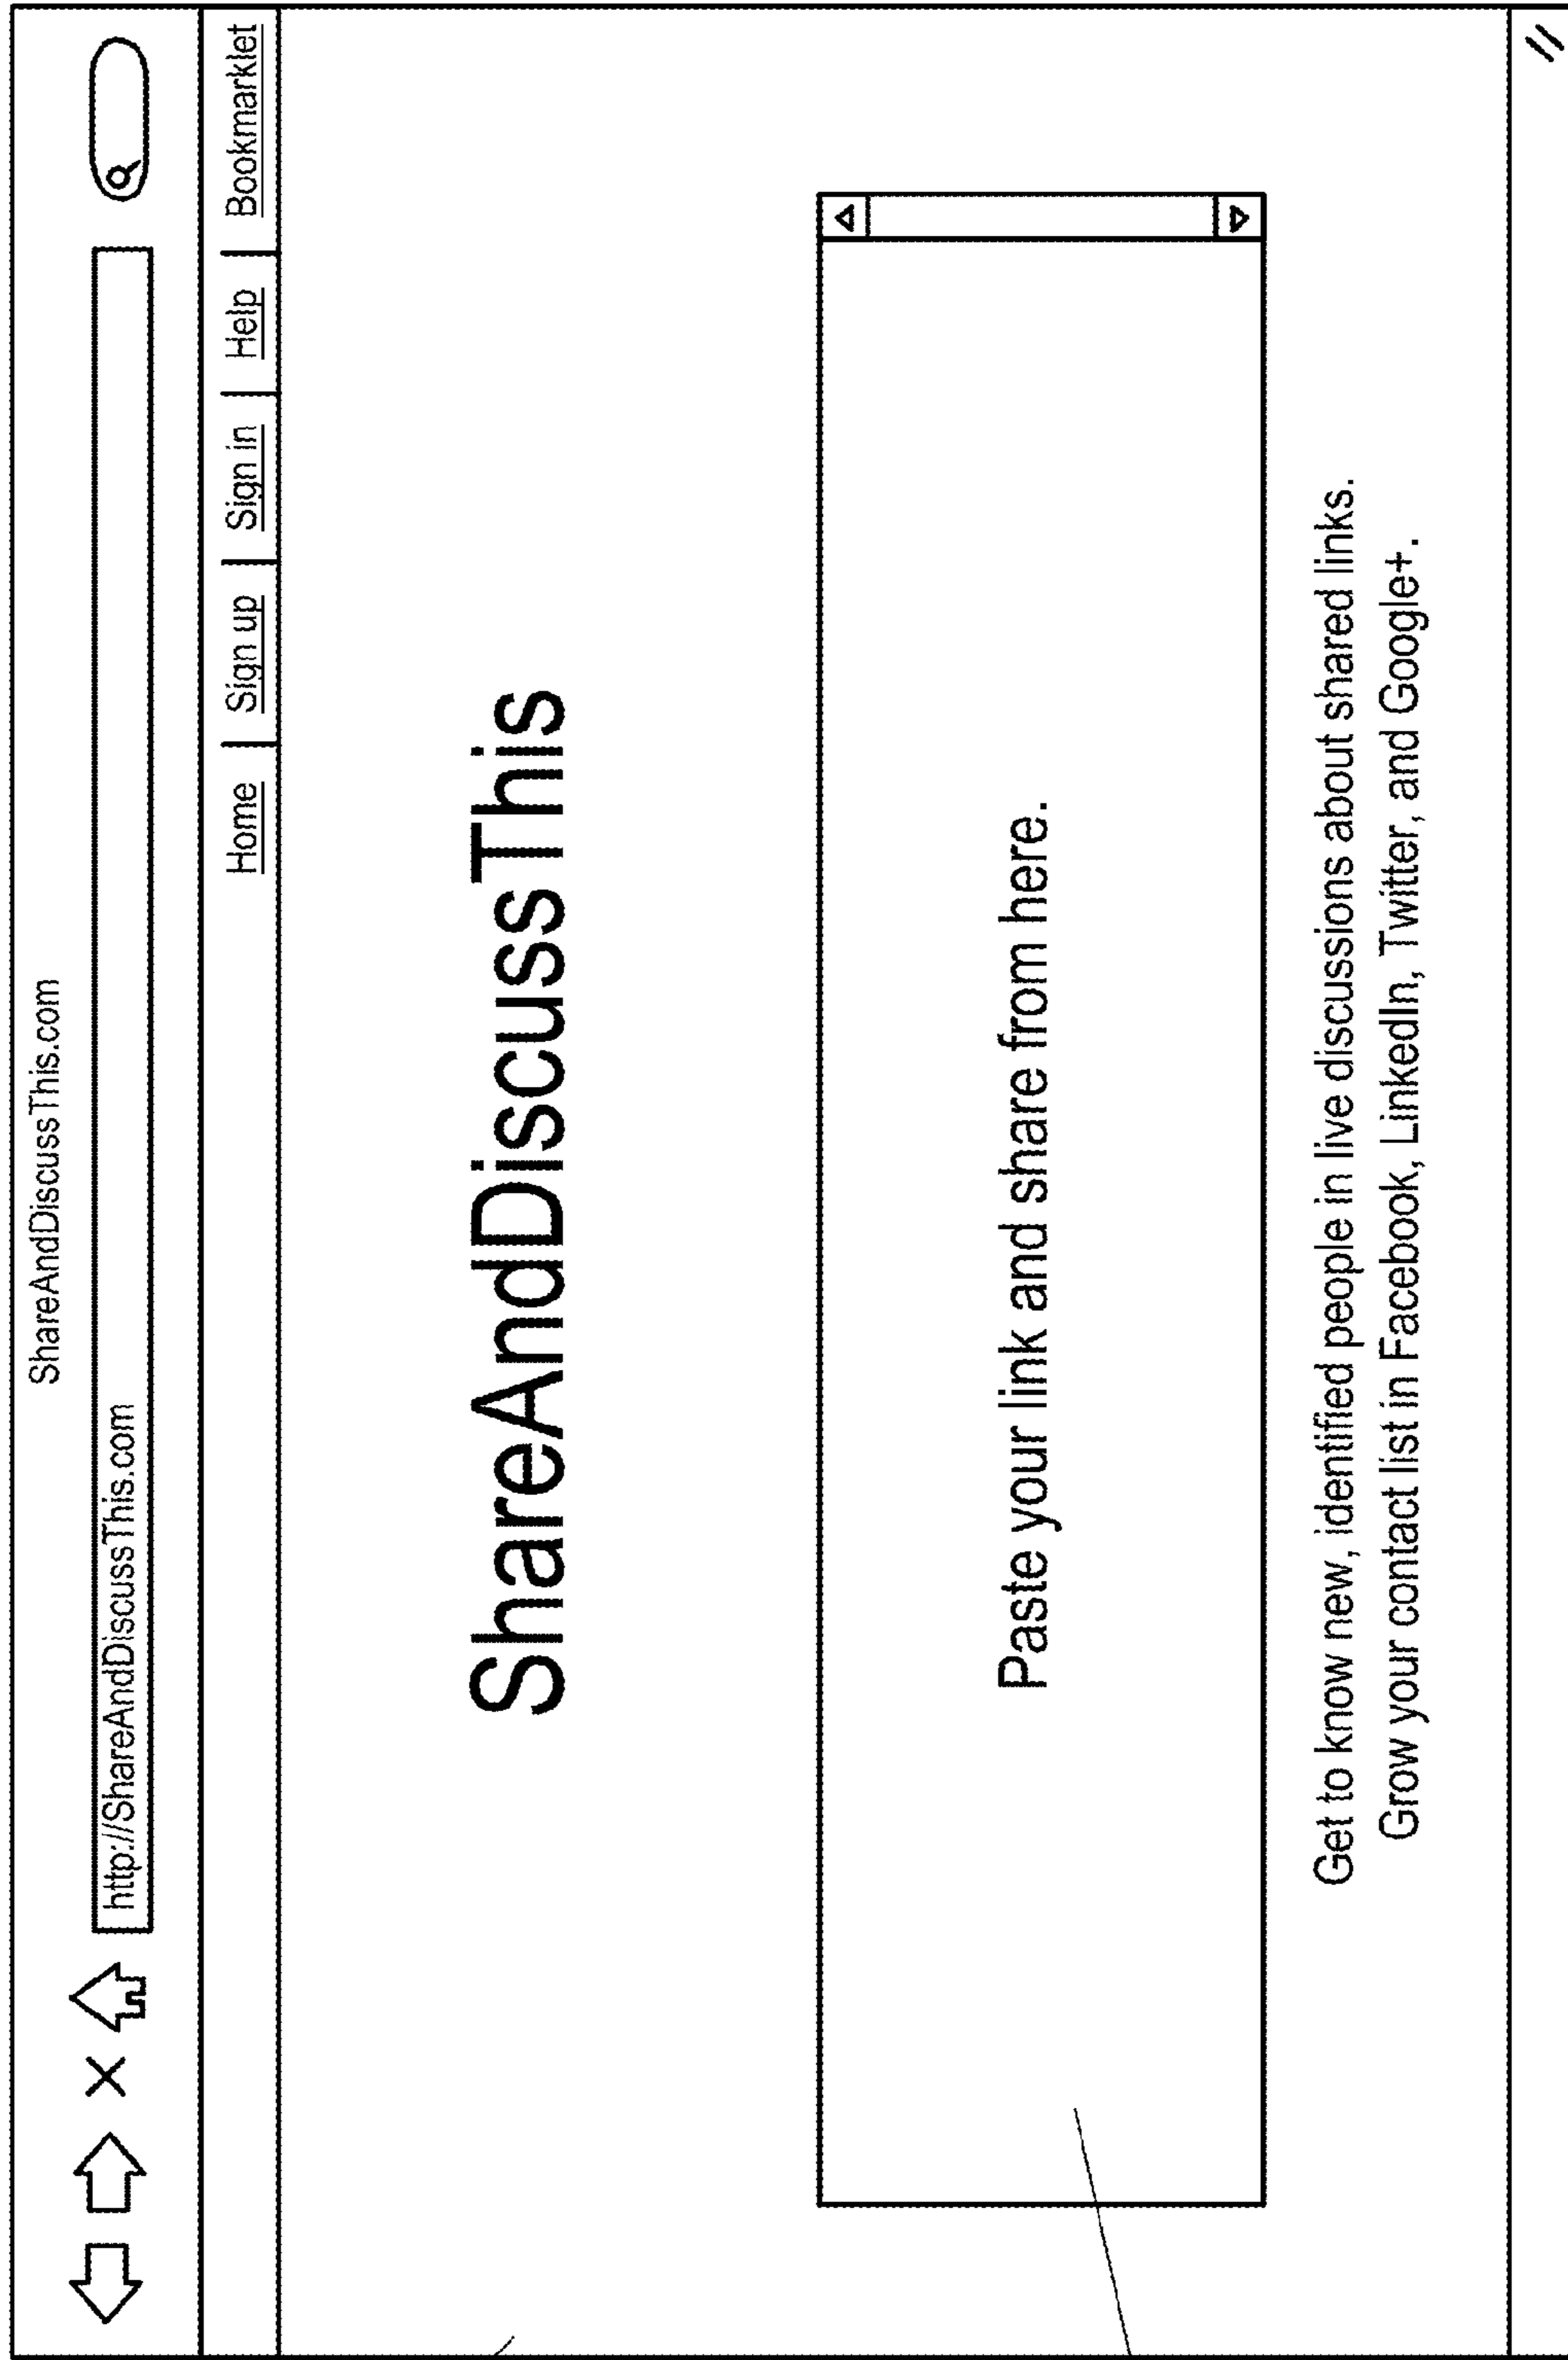 ShareAndDiscussThis.com
http://ShareAndDiscussThis.com
Home | Sign up | Sign in | Help | Bookmarklet
ShareAndDiscussThis
Paste your link and share from here.
Get to know new, identified people in live discussions about shared links.
Grow your contact list in Facebook, LinkedIn, Twitter, and Google+.